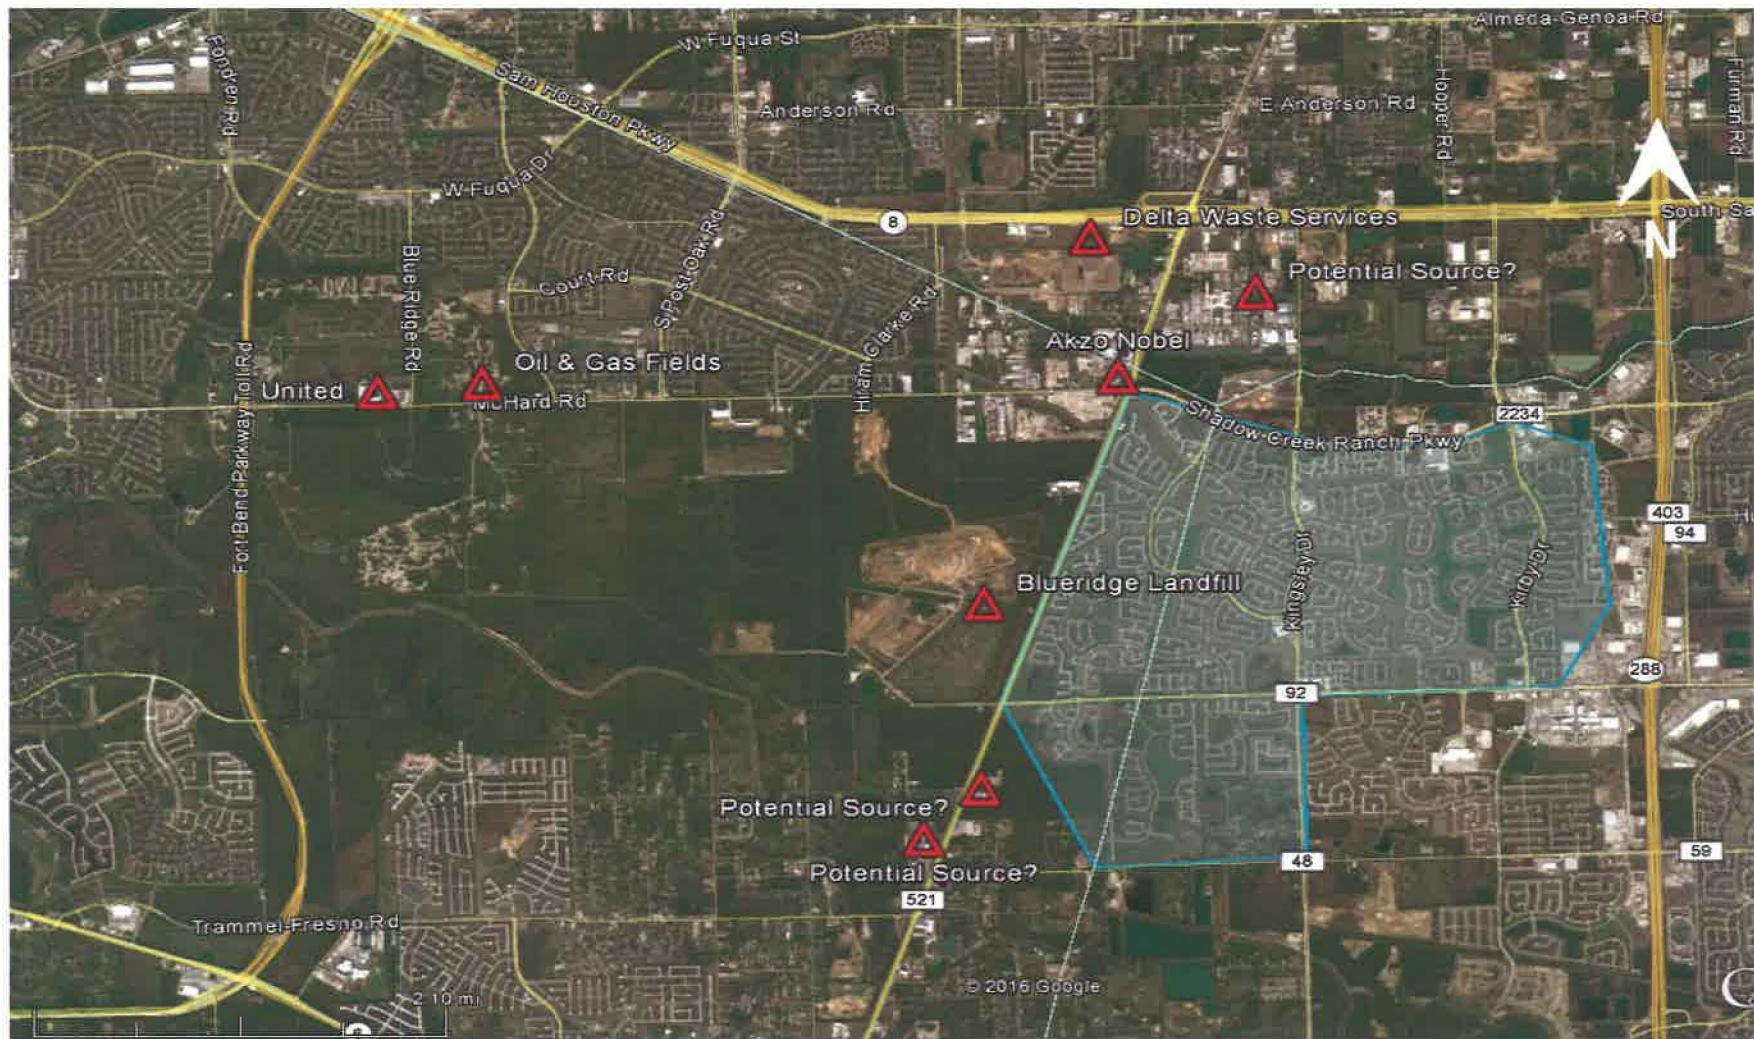 Almeda-Genoa Rd
W Fuqua St
Fondren Rd
Sam Houston Pkwy
Anderson Rd
E Anderson Rd
Hooper Rd
Furman Rd
W Fuqua Dr
8
Delta Waste Services
South Sa
N
Blue Ridge Rd
Court Rd
S Post Oak Rd
Hiram Clarke Rd
Potential Source?
Akzo Nobel
Oil & Gas Fields
United
McHard Rd
Fort Bend Parkway Toll Rd
Shadow Creek Ranch Pkwy
2234
403
94
Blueridge Landfill
Kingsley Dr
Kirby Dr
288
92
Potential Source?
Potential Source?
48
59
521
Trammel-Fresno Rd
2.10 mi
© 2016 Google